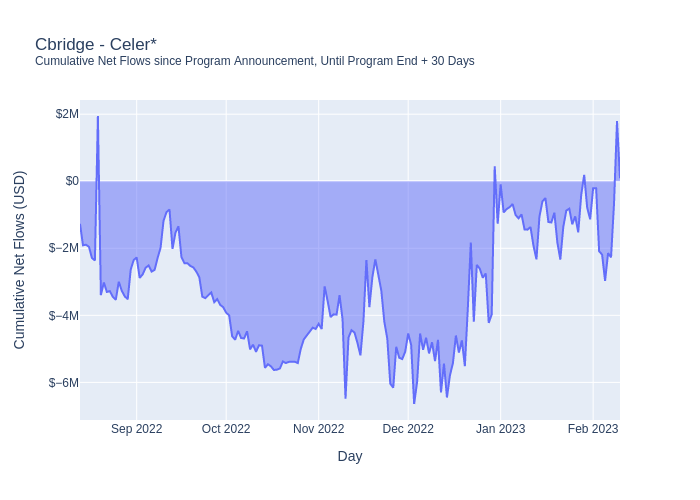 Cbridge - Celer*
Cumulative Net Flows since Program Announcement, Until Program End + 30 Days
Cumulative Net Flows (USD)
$2M
$0
$−2M
$−4M
$−6M
Sep 2022 Oct 2022 Nov 2022 Dec 2022 Jan 2023 Feb 2023
Day